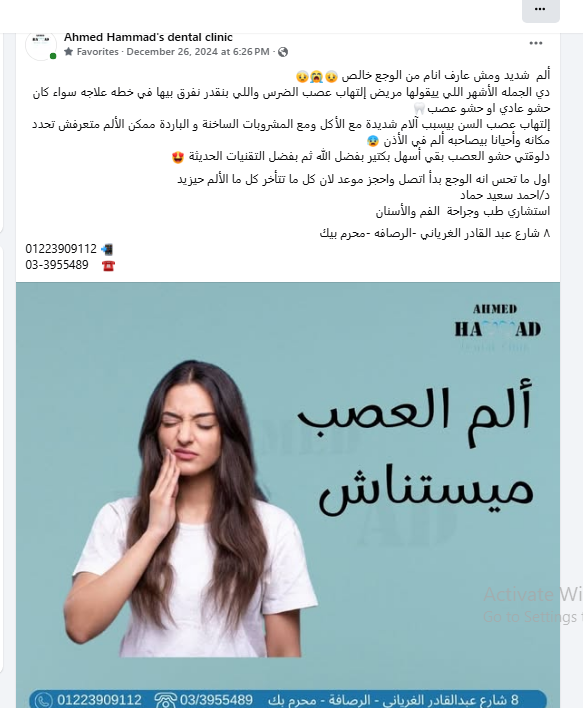 Ahmed Hammad's dental clinic
Favorites · December 26, 2024 at 6:26 PM ·
ألم شديد ومش عارف انام من الوجع خالص 😣😭😣
دي الجمله الأشهر اللي بيقولها مريض إلتهاب عصب الضرس واللي بنقدر نفرق بيها في خطه علاجه سواء كان
حشو عادي او حشو عصب🦷
إلتهاب عصب السن بيسبب آلام شديدة مع الأكل ومع المشروبات الساخنة و الباردة ممكن الألم متعرفش تحدد
مكانه وأحيانا بيصاحبه ألم في الأذن 😰
دلوقتي حشو العصب بقي أسهل بكتير بفضل الله ثم بفضل التقنيات الحديثة 🤩
اول ما تحس انه الوجع بدأ اتصل واحجز موعد لان كل ما تتأخر كل ما الألم حيزيد
د/احمد سعيد حماد
استشاري طب وجراحة الفم والأسنان
٨ شارع عبد القادر الغرياني -الرصافه -محرم بيك
01223909112 📲
03-3955489 ☎️
AHMED
HAMMAD
ألم العصب
ميستناش
Activate Wi
Go to Settings
01223909112 03/3955489 8 شارع عبدالقادر الغرياني - الرصافة - محرم بك